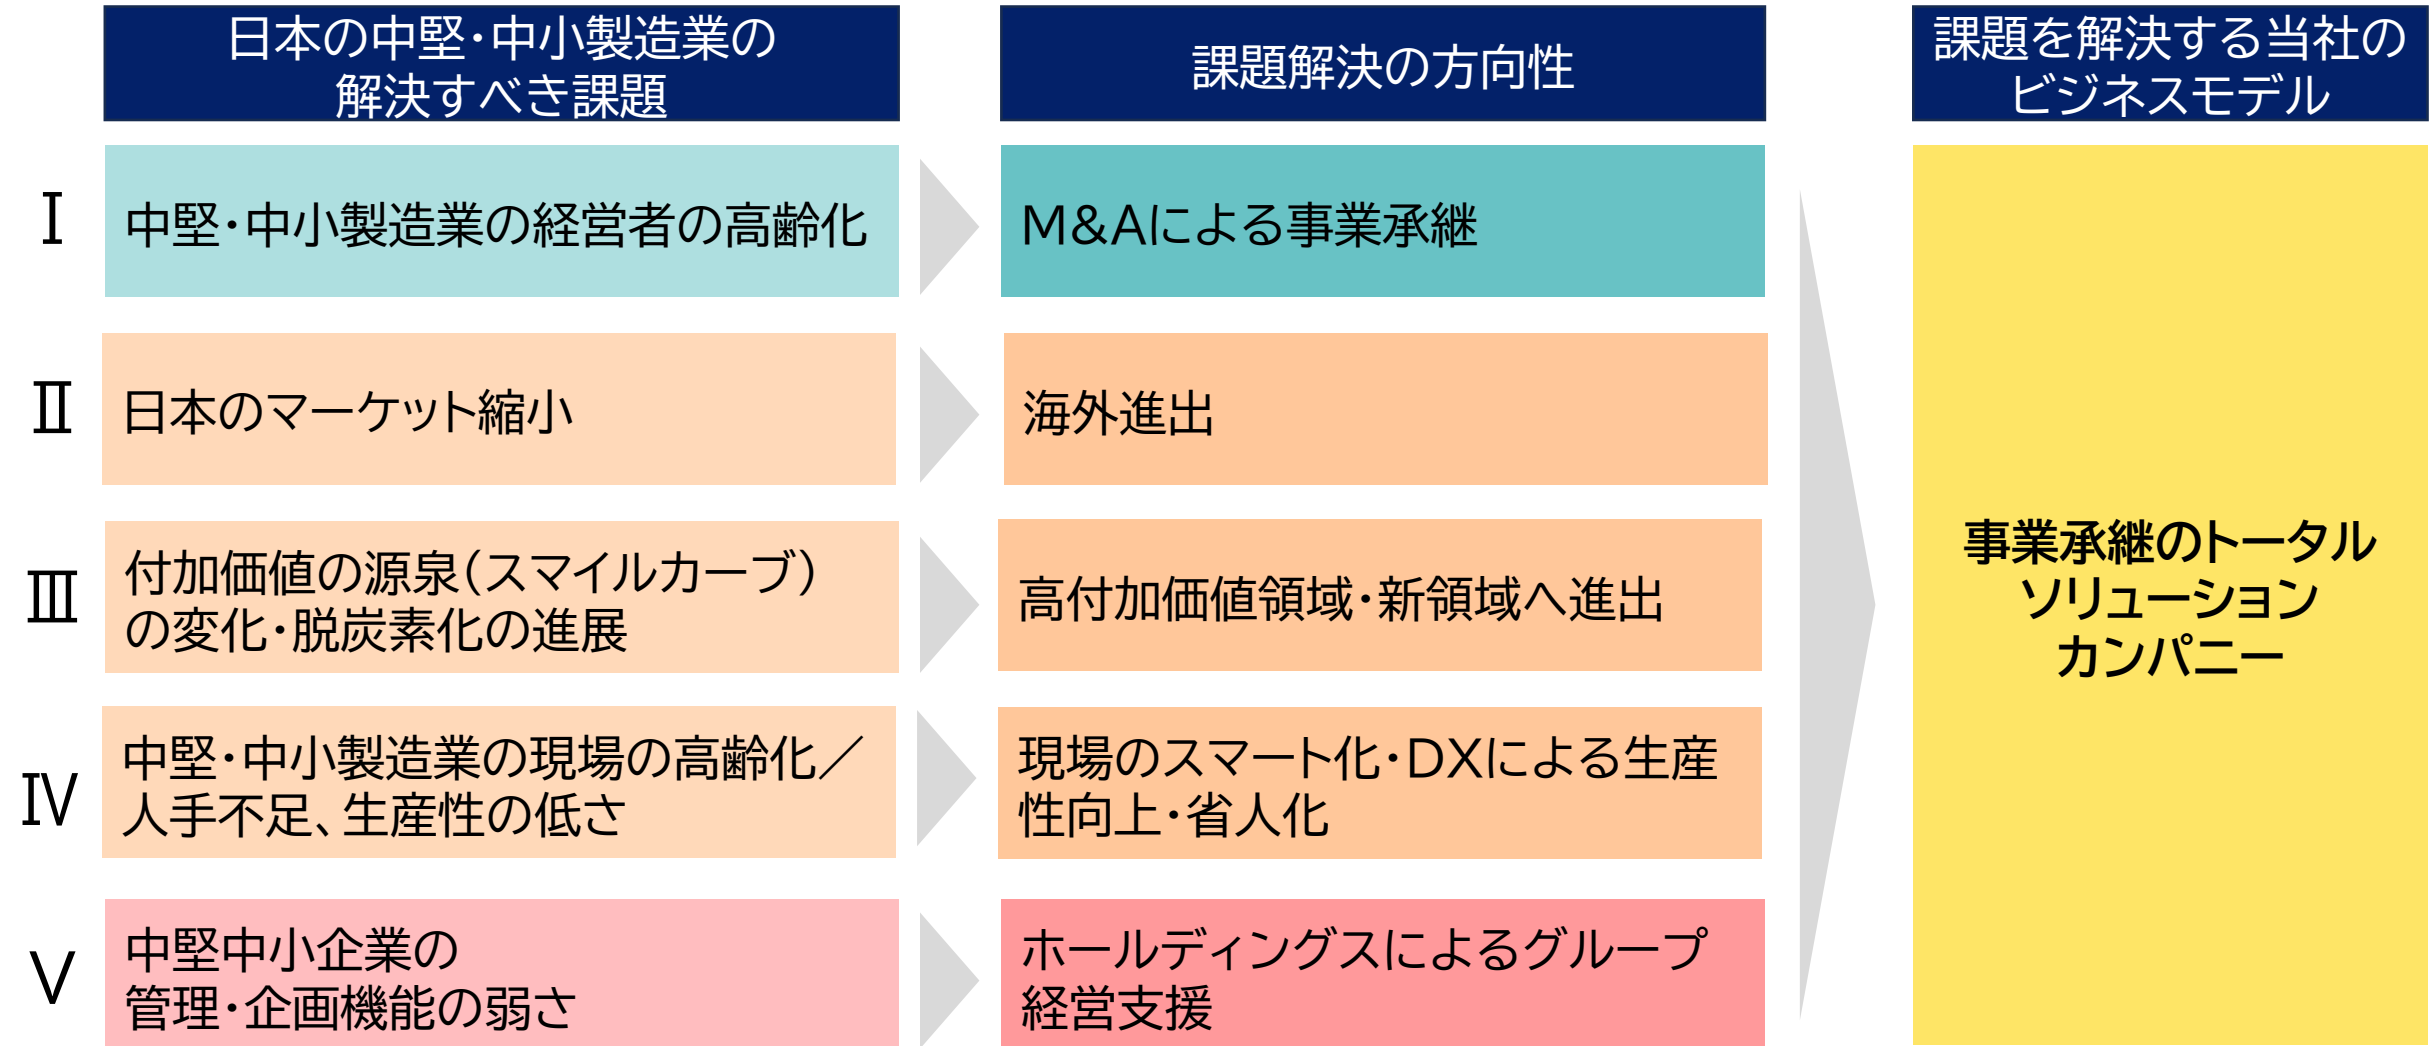 日本の中堅・中小製造業の
解決すべき課題
課題解決の方向性
課題を解決する当社の
ビジネスモデル
Ⅰ
中堅・中小製造業の経営者の高齢化
M&Aによる事業承継
Ⅱ
日本のマーケット縮小
海外進出
Ⅲ
付加価値の源泉（スマイルカーブ）
の変化・脱炭素化の進展
高付加価値領域・新領域へ進出
Ⅳ
中堅・中小製造業の現場の高齢化／
人手不足、生産性の低さ
現場のスマート化・DXによる生産
性向上・省人化
Ⅴ
中堅中小企業の
管理・企画機能の弱さ
ホールディングスによるグループ
経営支援
事業承継のトータル
ソリューション
カンパニー